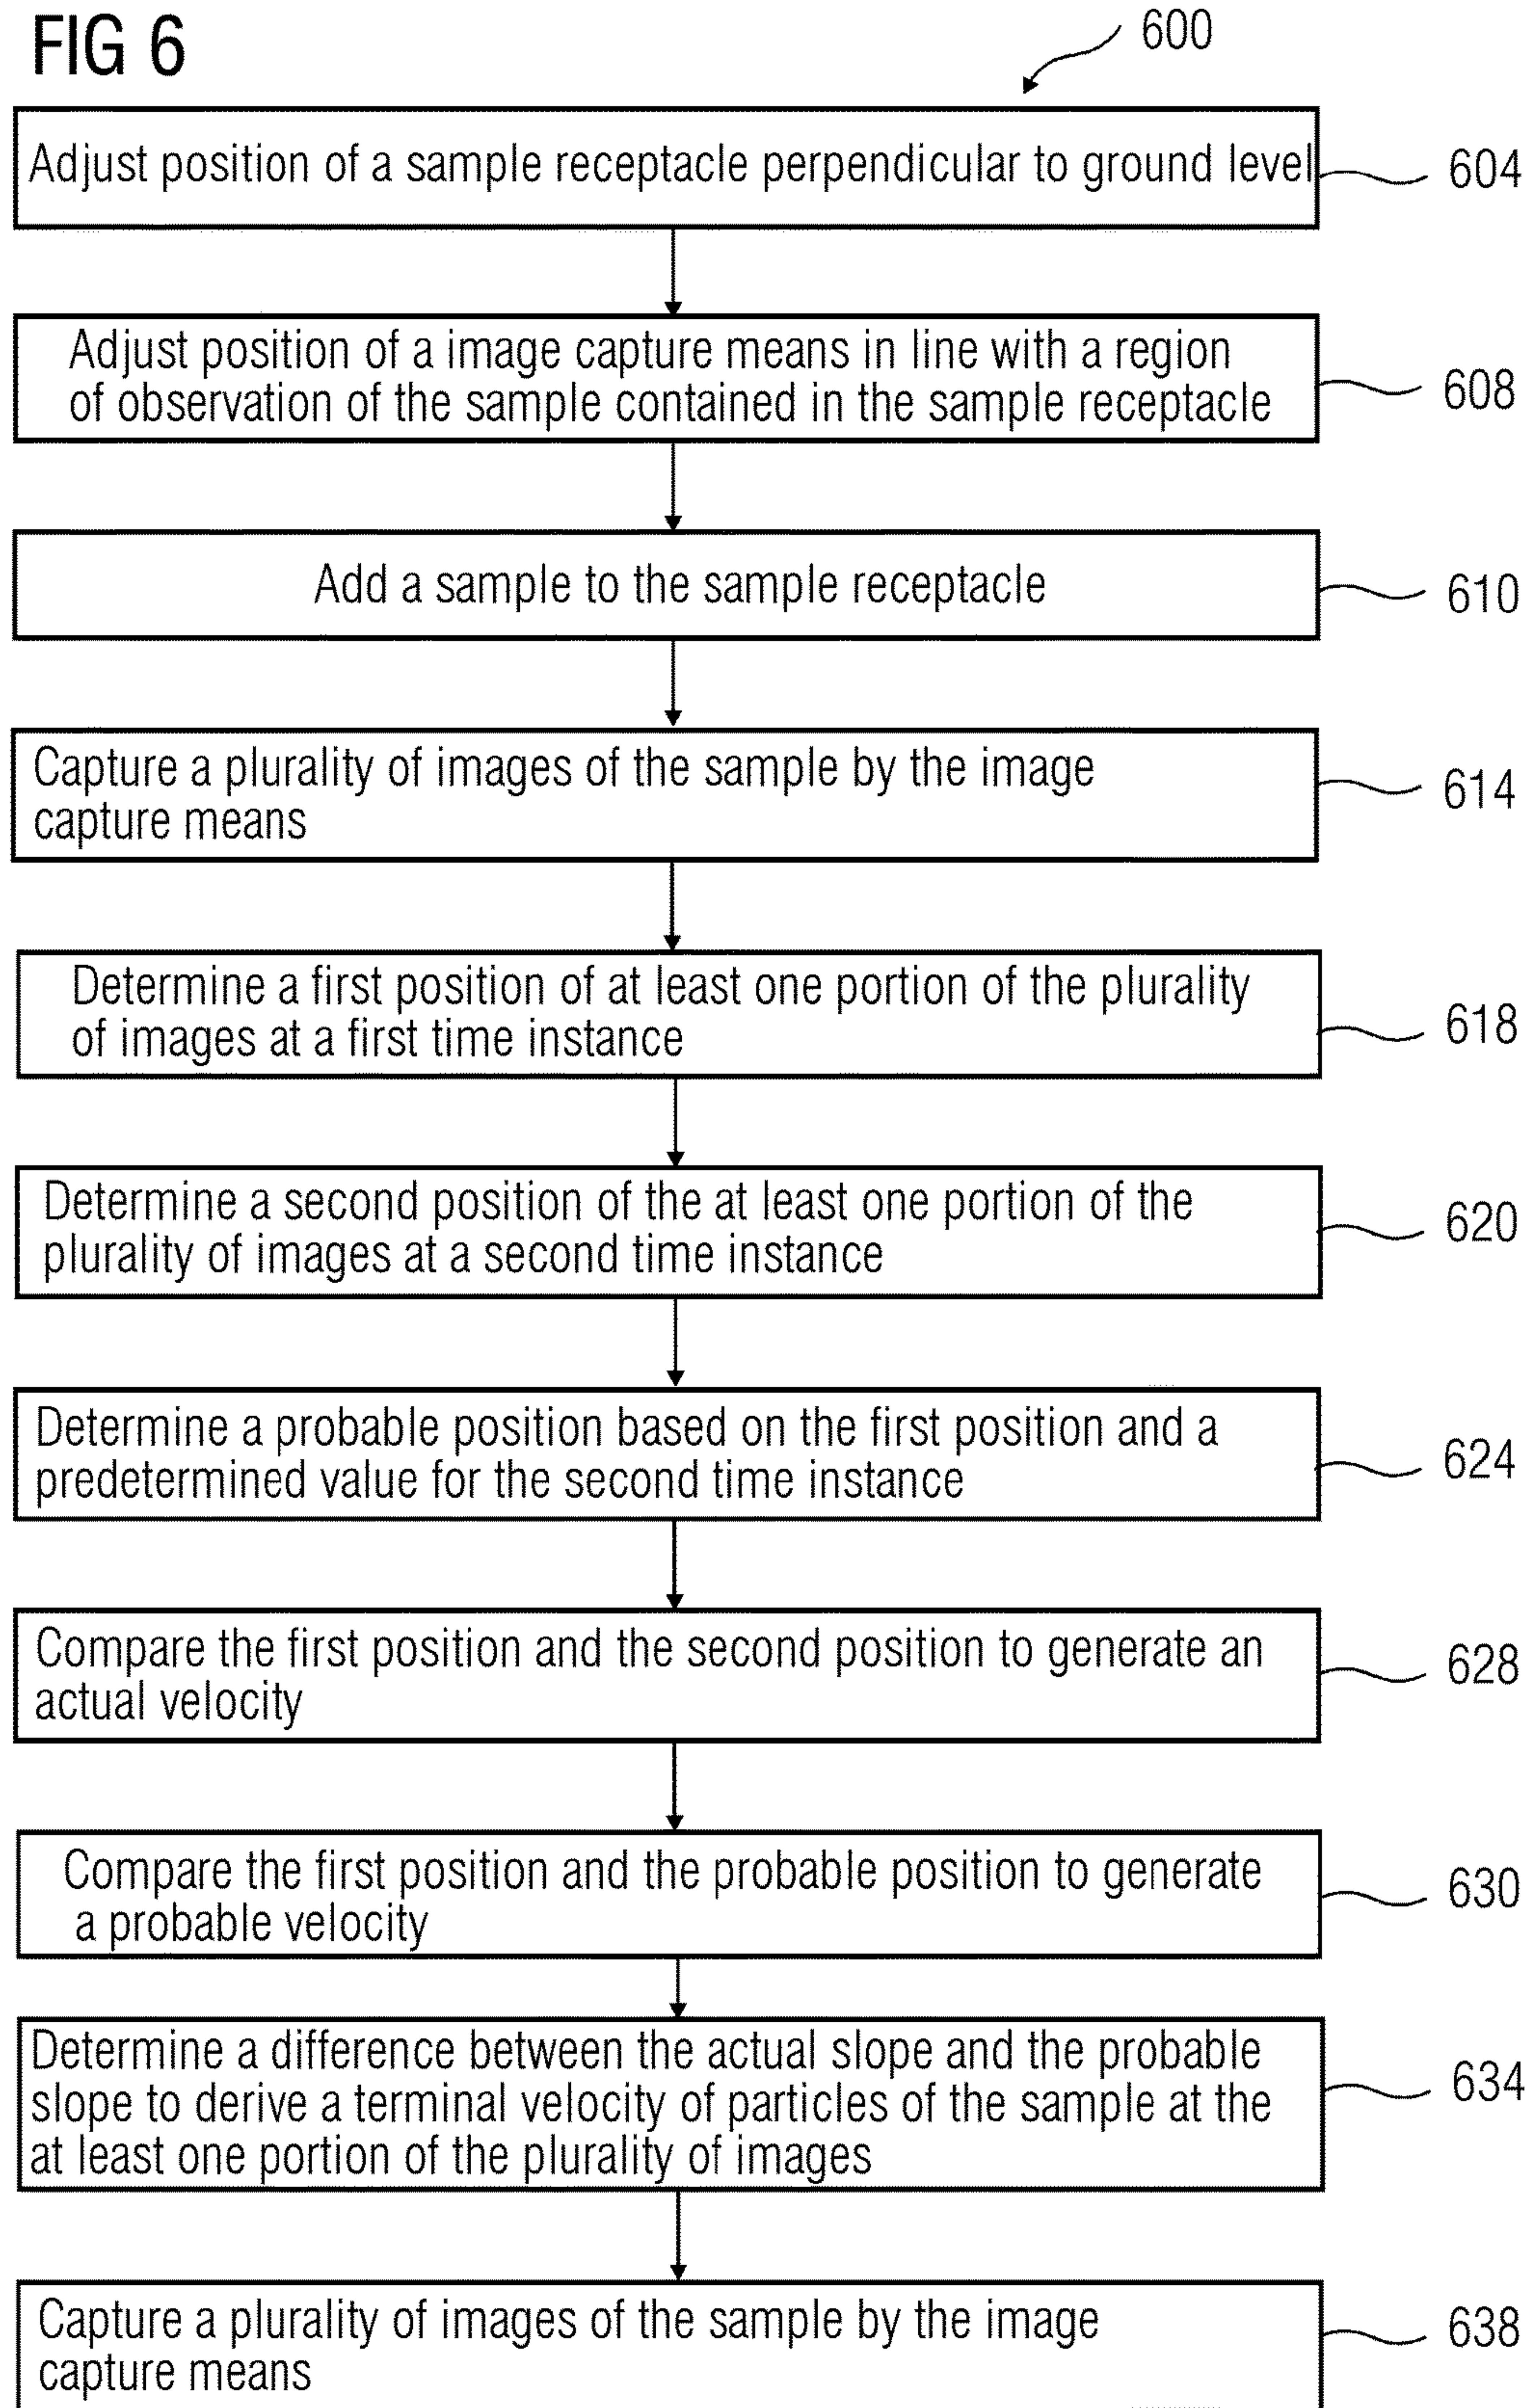 FIG 6
600
Adjust position of a sample receptacle perpendicular to ground level
604
Adjust position of a image capture means in line with a region
of observation of the sample contained in the sample receptacle
608
Add a sample to the sample receptacle
610
Capture a plurality of images of the sample by the image
capture means
614
Determine a first position of at least one portion of the plurality
of images at a first time instance
618
Determine a second position of the at least one portion of the
plurality of images at a second time instance
620
Determine a probable position based on the first position and a
predetermined value for the second time instance
624
Compare the first position and the second position to generate an
actual velocity
628
Compare the first position and the probable position to generate
a probable velocity
630
Determine a difference between the actual slope and the probable
slope to derive a terminal velocity of particles of the sample at the
at least one portion of the plurality of images
634
Capture a plurality of images of the sample by the image
capture means
638